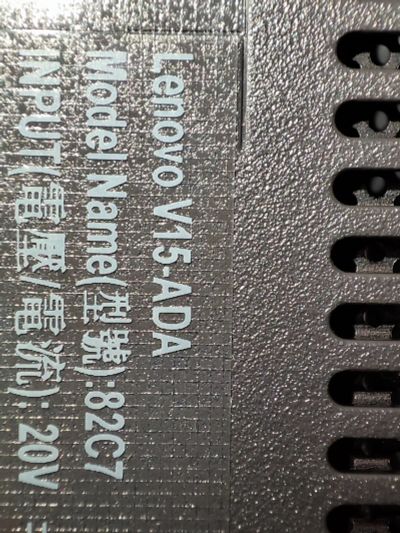 Lenovo V15-ADA
Model Name(型號):82C7
INPUT(電壓/電流): 20V